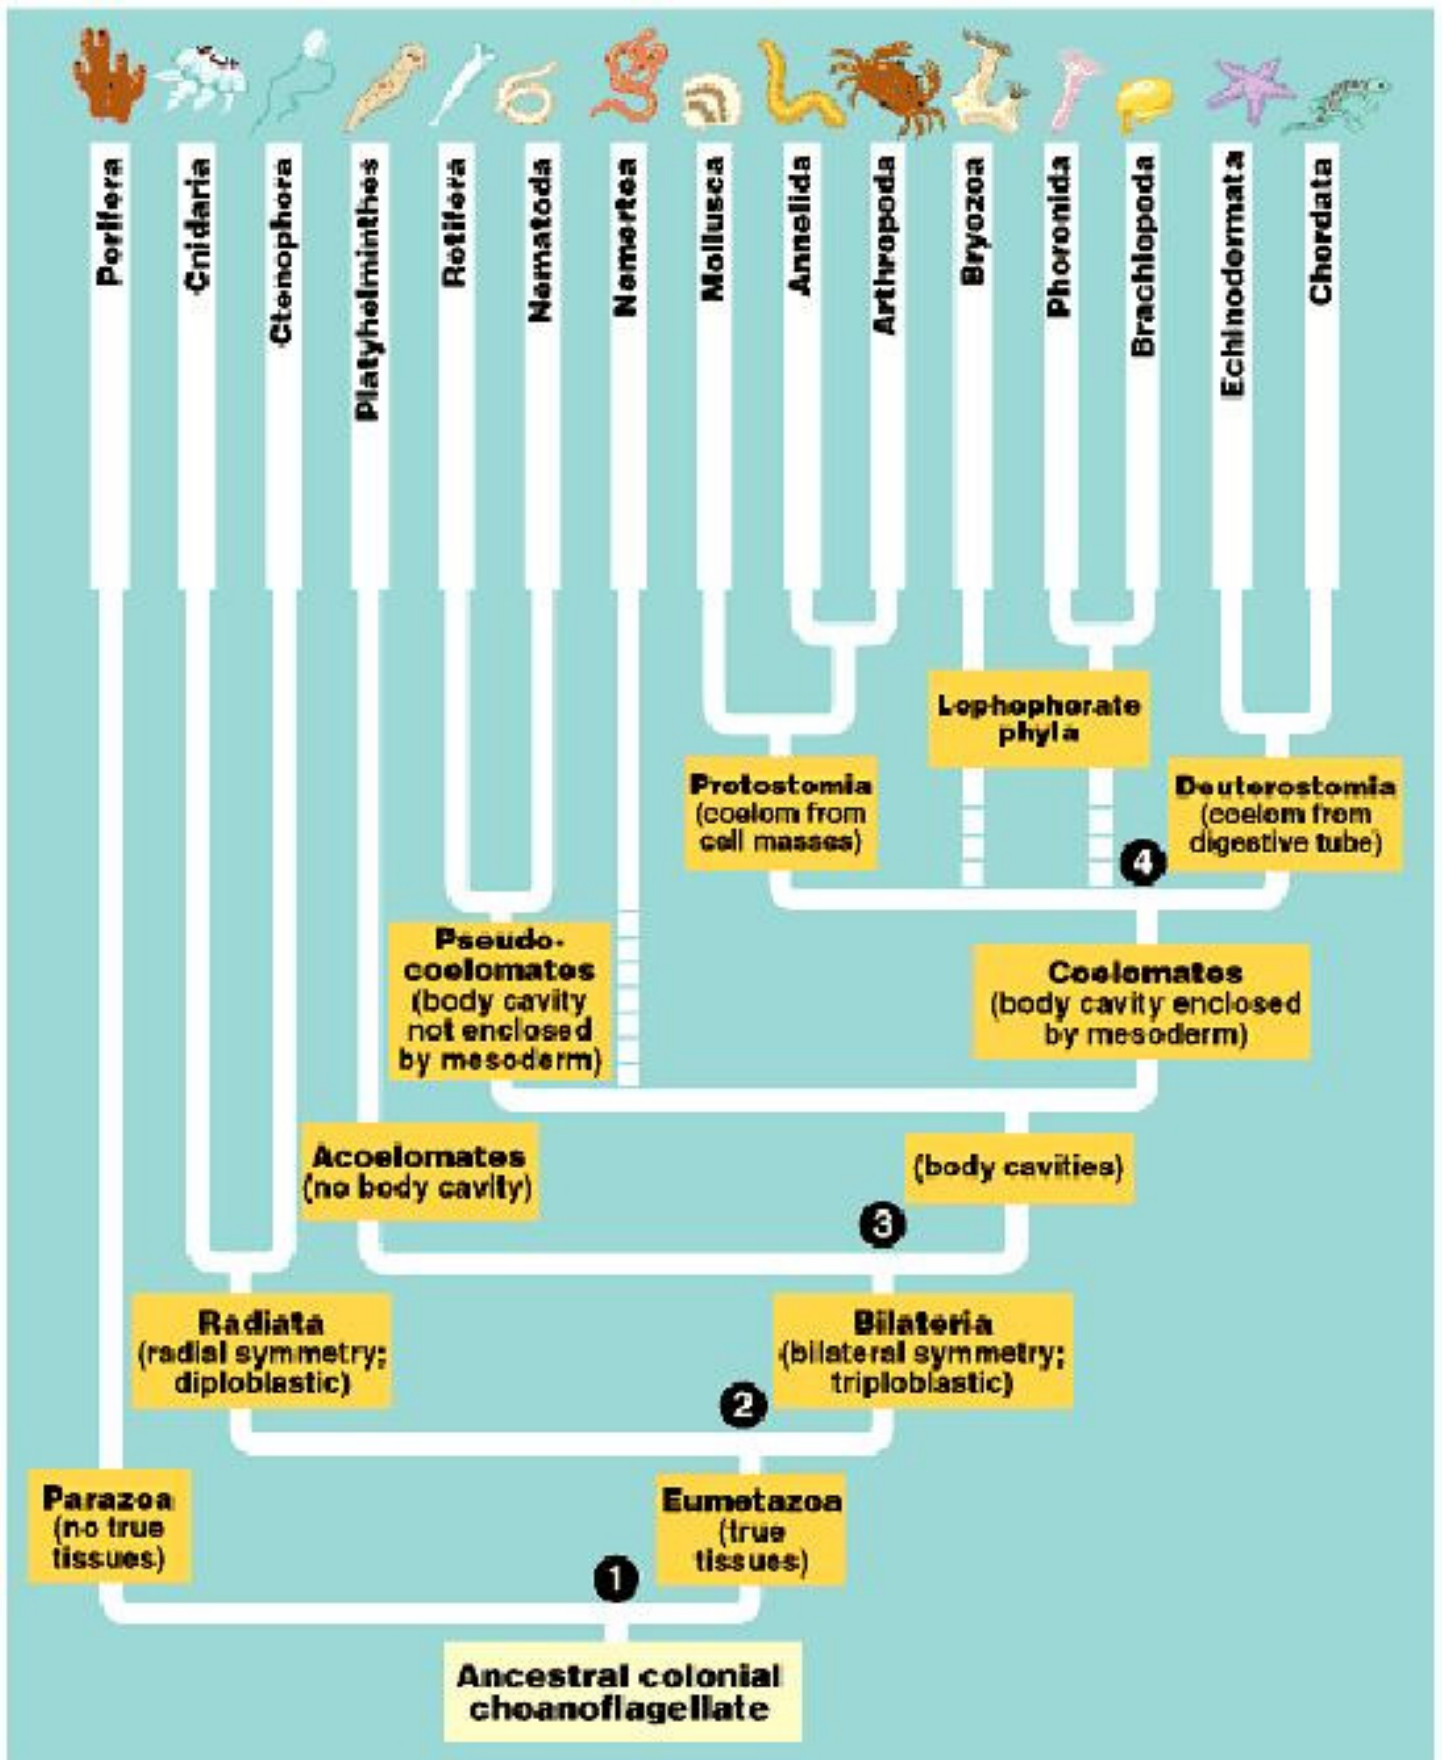 Porifera
Cnidaria
Ctenophora
Platyhelminthes
Rotifera
Nematoda
Nemertea
Mollusca
Annelida
Arthropoda
Bryozoa
Phoronida
Brachiopoda
Echinodermata
Chordata
Lophophorate
phyla
Protostomia
(coelom from
cell masses)
Deuterostomia
(coelom from
digestive tube)
4
Pseudo-
coelomates
(body cavity
not enclosed
by mesoderm)
Coelomates
(body cavity enclosed
by mesoderm)
Acoelomates
(no body cavity)
(body cavities)
3
Radiata
(radial symmetry;
diploblastic)
Bilateria
(bilateral symmetry;
triploblastic)
2
Parazoa
(no true
tissues)
Eumetazoa
(true
tissues)
1
Ancestral colonial
choanoflagellate